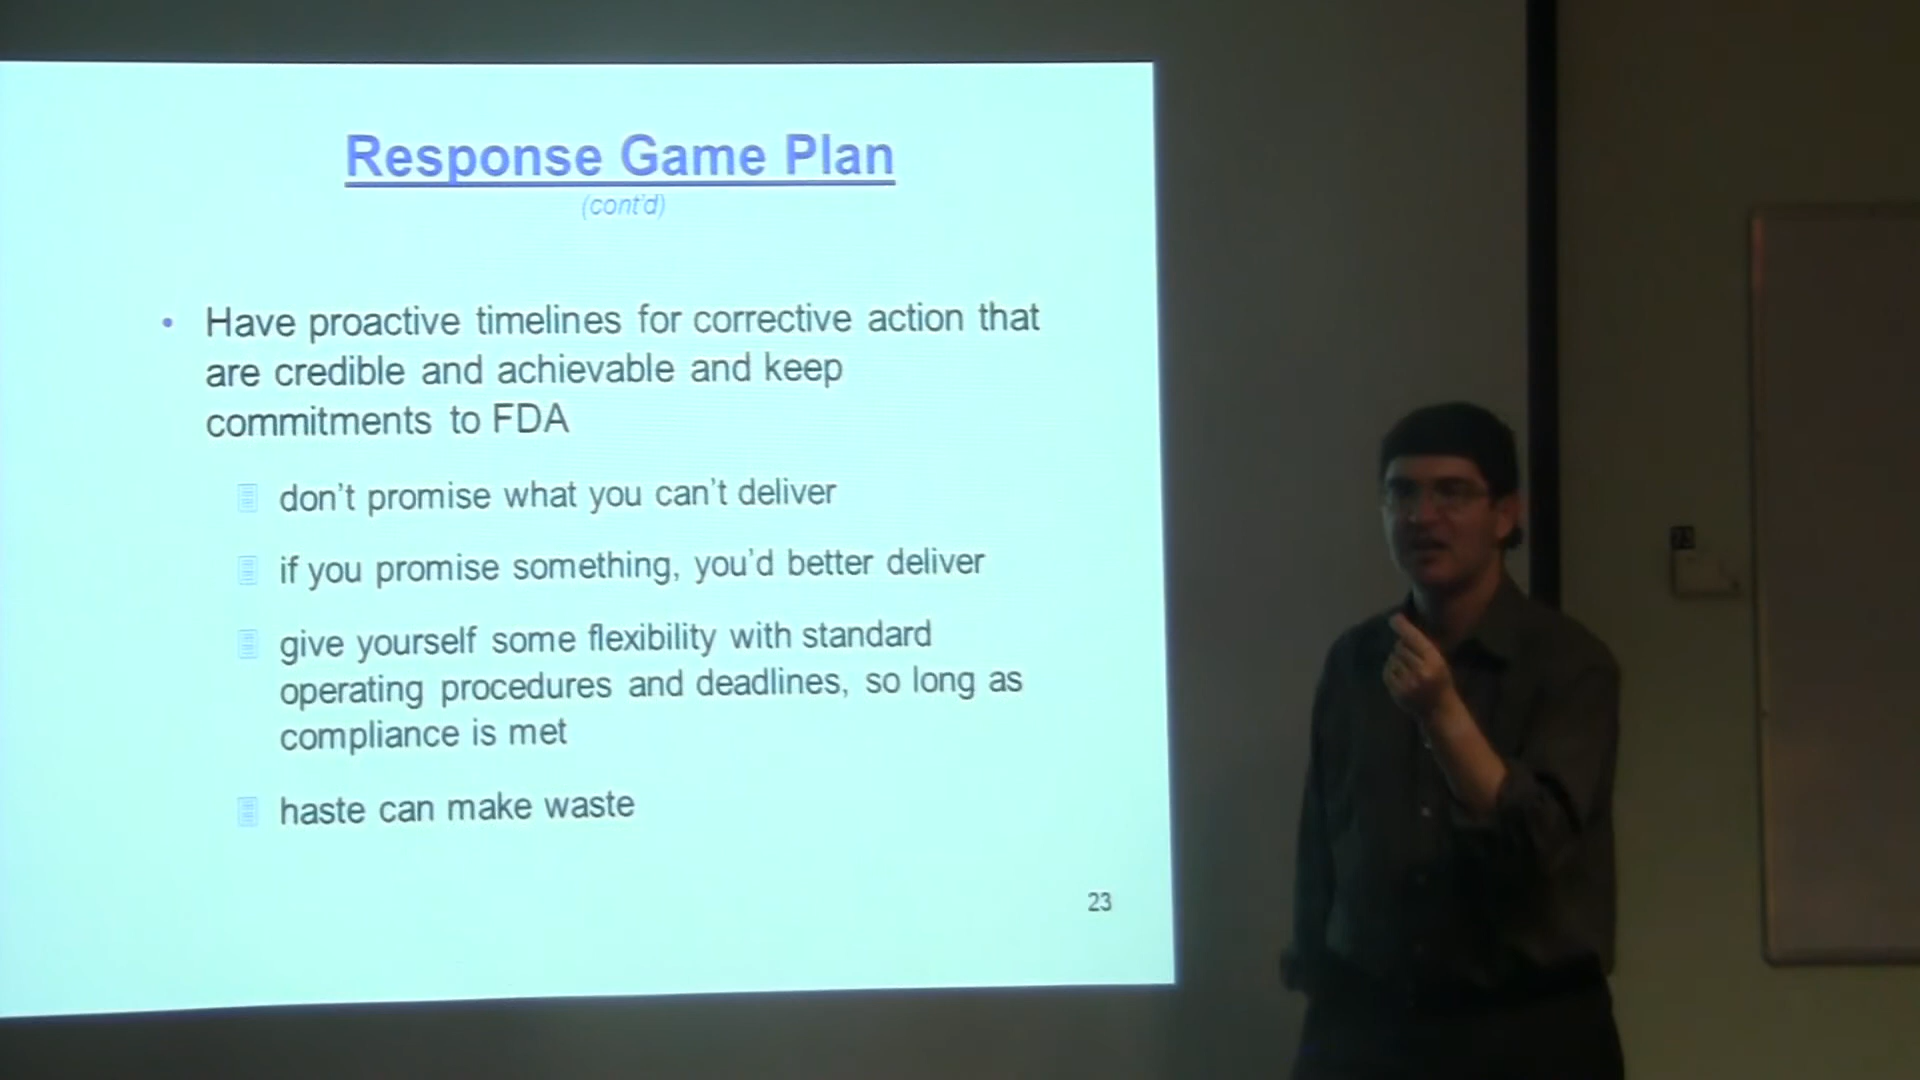 Response Game Plan
(cont'd)
• Have proactive timelines for corrective action that
are credible and achievable and keep
commitments to FDA
don't promise what you can't deliver
if you promise something, you'd better deliver
give yourself some flexibility with standard
operating procedures and deadlines, so long as
compliance is met
haste can make waste
23